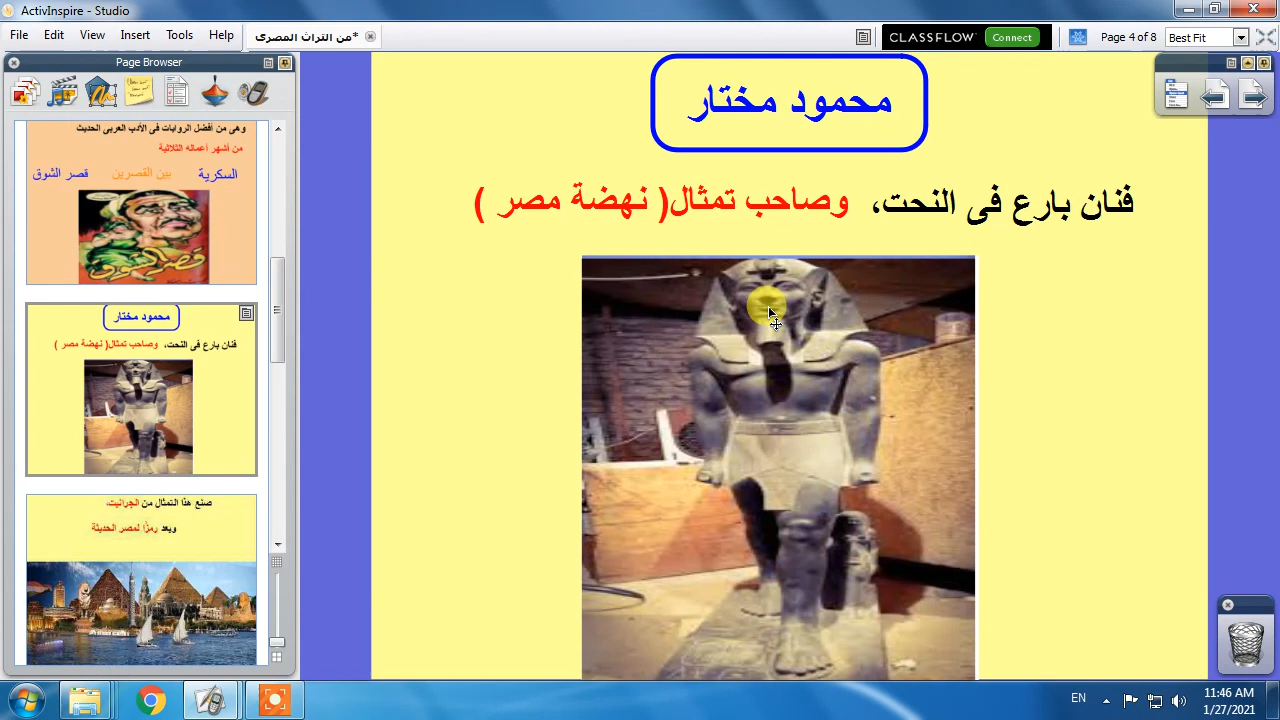 ActivInspire - Studio
File Edit View Insert Tools Help
من التراث المصرى*
CLASSFLOW Connect
Page 4 of 8
Best Fit
Page Browser
وهى من أفضل الروايات فى الأدب العربى الحديث
من أشهر أعماله الثلاثية
السكرية بين القصرين قصر الشوق
قصر الشوق
محمود مختار
فنان بارع فى النحت، وصاحب تمثال( نهضة مصر )
صنع هذا التمثال من الجرانيت،
ويعد رمزًا لمصر الحديثة
محمود مختار
فنان بارع فى النحت، وصاحب تمثال( نهضة مصر )
EN
11:46 AM
1/27/2021